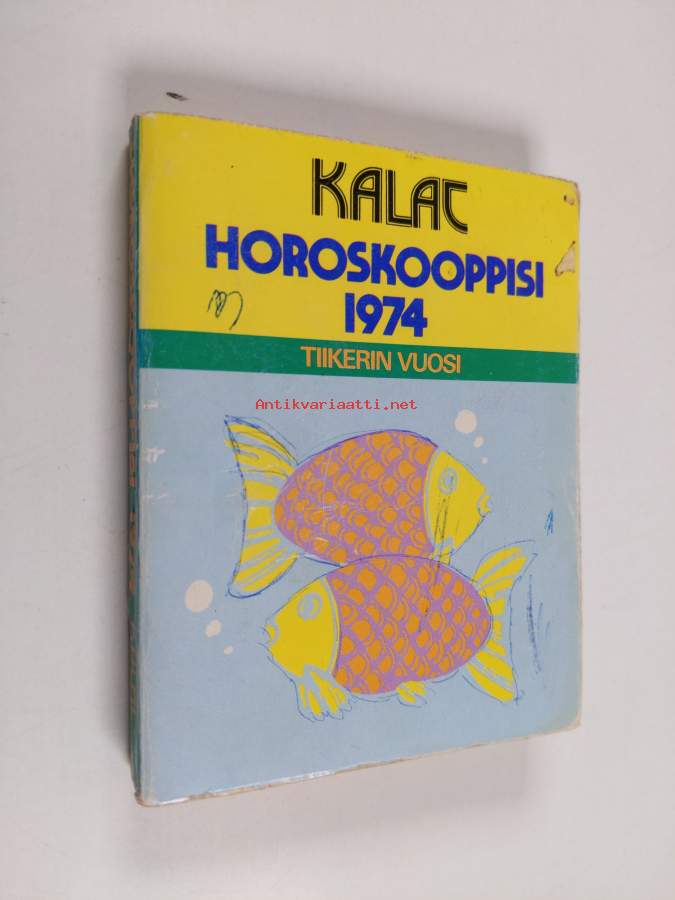 KALAT
HOROSKOOPPISI
1974
TIIKERIN VUOSI
Antikvariaatti.net